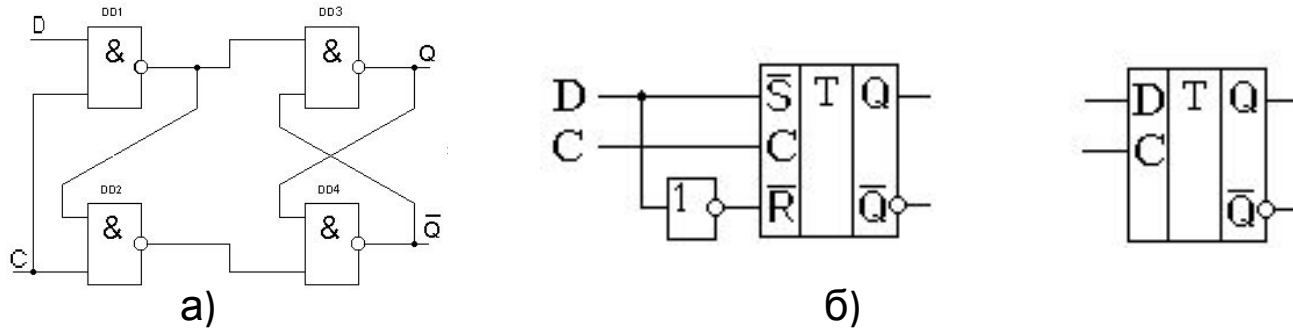 DD1
DD3
D
&
&
Q
DD2
DD4
&
&
Q̅
C
а)
D
C
S̅ T Q
C
1
R̅ Q̅
б)
D T Q
C
Q̅